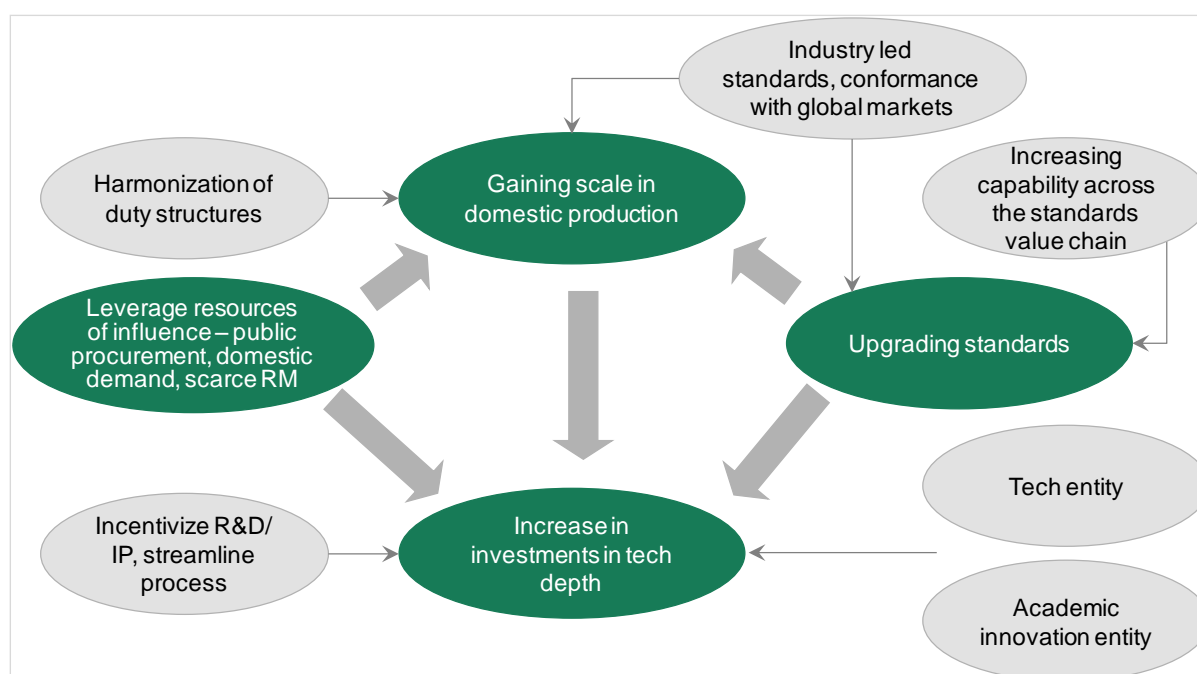 Industry led
standards, conformance
with global markets
Harmonization of
duty structures
Gaining scale in
domestic production
Increasing
capability across
the standards
value chain
Leverage resources
of influence – public
procurement, domestic
demand, scarce RM
Upgrading standards
Incentivize R&D/
IP, streamline
process
Increase in
investments in tech
depth
Tech entity
Academic
innovation entity